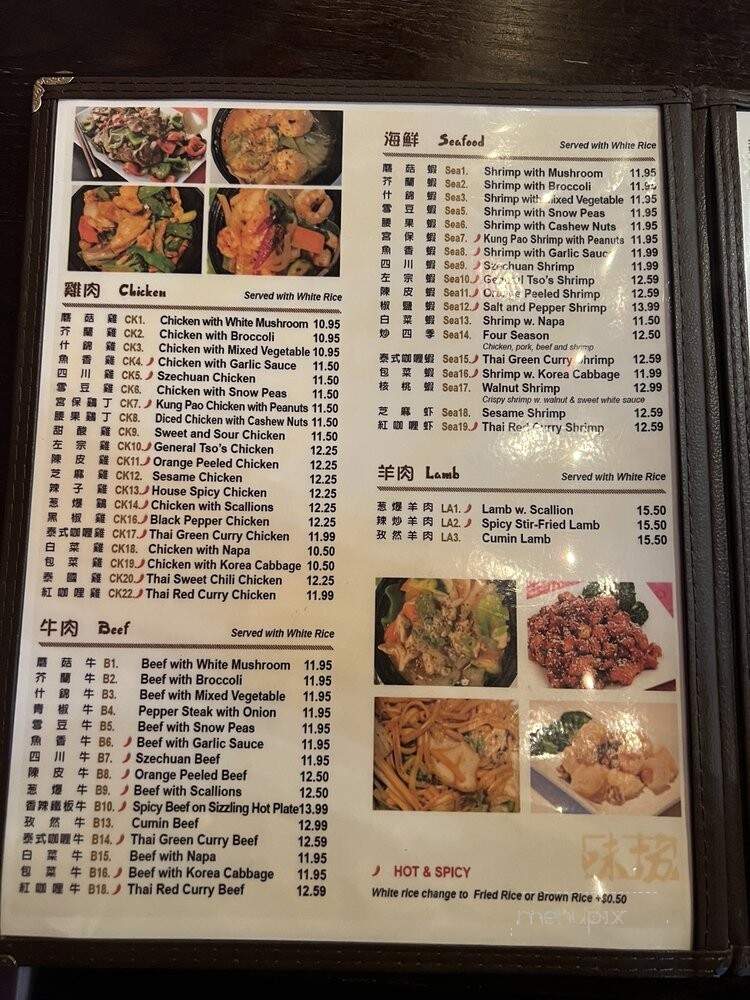 雞肉 Chicken Served with White Rice
蘑菇雞 CK1. Chicken with White Mushroom 10.95
芥蘭雞 CK2. Chicken with Broccoli 10.95
什錦雞 CK3. Chicken with Mixed Vegetable 10.95
魚香雞 CK4. Chicken with Garlic Sauce 11.50
四川雞 CK5. Szechuan Chicken 11.50
雪豆雞 CK6. Chicken with Snow Peas 11.50
宮保鷄丁 CK7. Kung Pao Chicken with Peanuts 11.50
腰果鷄丁 CK8. Diced Chicken with Cashew Nuts 11.50
甜酸雞 CK9. Sweet and Sour Chicken 11.50
左宗雞 CK10. General Tso's Chicken 12.25
陳皮雞 CK11. Orange Peeled Chicken 12.25
芝麻雞 CK12. Sesame Chicken 12.25
辣子雞 CK13. House Spicy Chicken 12.25
葱爆鷄 CK14. Chicken with Scallions 12.25
黑椒雞 CK16. Black Pepper Chicken 12.25
泰式咖喱雞 CK17. Thai Green Curry Chicken 11.99
白菜雞 CK18. Chicken with Napa 10.50
包菜雞 CK19. Chicken with Korea Cabbage 10.50
泰國雞 CK20. Thai Sweet Chili Chicken 12.25
紅咖哩雞 CK22. Thai Red Curry Chicken 11.99
牛肉 Beef Served with White Rice
蘑菇牛 B1. Beef with White Mushroom 11.95
芥蘭牛 B2. Beef with Broccoli 11.95
什錦牛 B3. Beef with Mixed Vegetable 11.95
青椒牛 B4. Pepper Steak with Onion 11.95
雪豆牛 B5. Beef with Snow Peas 11.95
魚香牛 B6. Beef with Garlic Sauce 11.95
四川牛 B7. Szechuan Beef 11.95
陳皮牛 B8. Orange Peeled Beef 12.50
葱爆牛 B9. Beef with Scallions 12.50
香辣鐵板牛 B10. Spicy Beef on Sizzling Hot Plate 13.99
孜然牛 B13. Cumin Beef 12.99
泰式咖喱牛 B14. Thai Green Curry Beef 12.59
白菜牛 B15. Beef with Napa 11.95
包菜牛 B16. Beef with Korea Cabbage 11.95
紅咖喱牛 B18. Thai Red Curry Beef 12.59
海鮮 Seafood Served with White Rice
蘑菇蝦 Sea1. Shrimp with Mushroom 11.95
芥蘭蝦 Sea2. Shrimp with Broccoli 11.95
什錦蝦 Sea3. Shrimp with Mixed Vegetable 11.95
雪豆蝦 Sea5. Shrimp with Snow Peas 11.95
腰果蝦 Sea6. Shrimp with Cashew Nuts 11.95
宮保蝦 Sea7. Kung Pao Shrimp with Peanuts 11.95
魚香蝦 Sea8. Shrimp with Garlic Sauce 11.99
四川蝦 Sea9. Szechuan Shrimp 11.99
左宗蝦 Sea10. General Tso's Shrimp 12.59
陳皮蝦 Sea11. Orange Peeled Shrimp 12.59
椒鹽蝦 Sea12. Salt and Pepper Shrimp 13.99
白菜蝦 Sea13. Shrimp w. Napa 11.50
炒四季 Sea14. Four Season 12.50
Chicken, pork, beef and shrimp
泰式咖喱蝦 Sea15. Thai Green Curry Shrimp 12.59
包菜蝦 Sea16. Shrimp w. Korea Cabbage 11.99
核桃蝦 Sea17. Walnut Shrimp 12.99
Crispy shrimp w. walnut & sweet white sauce
芝麻虾 Sea18. Sesame Shrimp 12.59
紅咖喱虾 Sea19. Thai Red Curry Shrimp 12.59
羊肉 Lamb Served with White Rice
葱爆羊肉 LA1. Lamb w. Scallion 15.50
辣炒羊肉 LA2. Spicy Stir-Fried Lamb 15.50
孜然羊肉 LA3. Cumin Lamb 15.50
HOT & SPICY
White rice change to Fried Rice or Brown Rice +$0.50
menupix